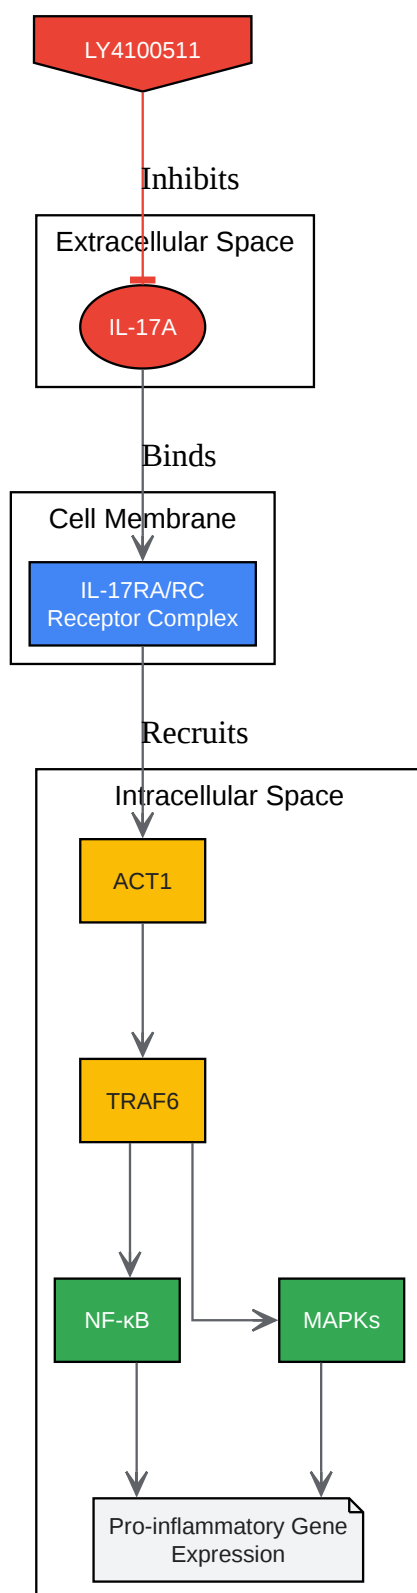 LY4100511
Inhibits
Extracellular Space
IL-17A
Binds
Cell Membrane
IL-17RA/RC
Receptor Complex
Recruits
Intracellular Space
ACT1
TRAF6
NF-κB
MAPKs
Pro-inflammatory Gene
Expression